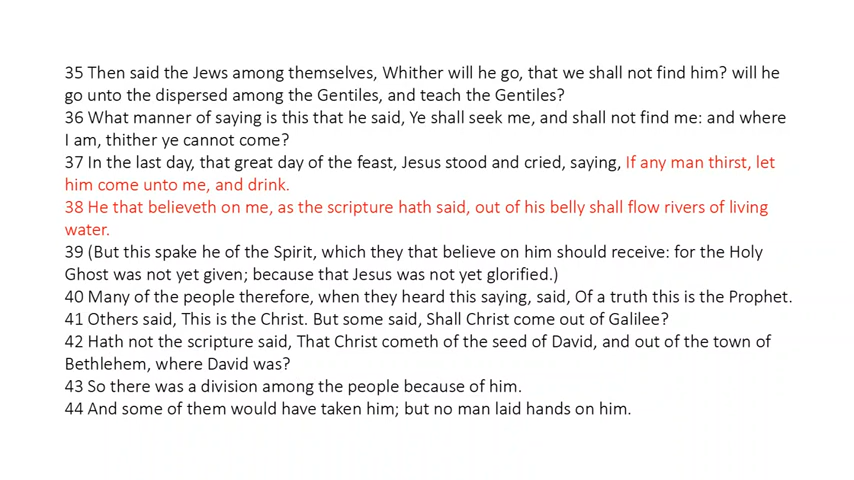 35 Then said the Jews among themselves, Whither will he go, that we shall not find him? will he
go unto the dispersed among the Gentiles, and teach the Gentiles?
36 What manner of saying is this that he said, Ye shall seek me, and shall not find me: and where
I am, thither ye cannot come?
37 In the last day, that great day of the feast, Jesus stood and cried, saying, If any man thirst, let
him come unto me, and drink.
38 He that believeth on me, as the scripture hath said, out of his belly shall flow rivers of living
water.
39 (But this spake he of the Spirit, which they that believe on him should receive: for the Holy
Ghost was not yet given; because that Jesus was not yet glorified.)
40 Many of the people therefore, when they heard this saying, said, Of a truth this is the Prophet.
41 Others said, This is the Christ. But some said, Shall Christ come out of Galilee?
42 Hath not the scripture said, That Christ cometh of the seed of David, and out of the town of
Bethlehem, where David was?
43 So there was a division among the people because of him.
44 And some of them would have taken him; but no man laid hands on him.